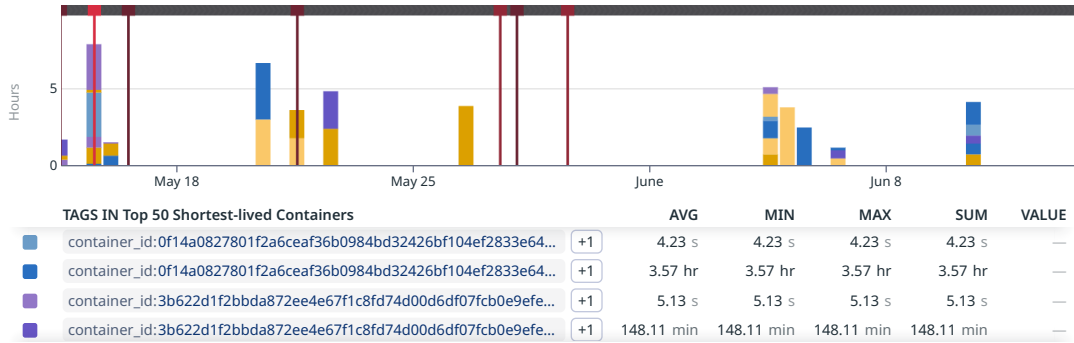 Hours
5
0
May 18 May 25 June Jun 8
TAGS IN Top 50 Shortest-lived Containers AVG MIN MAX SUM VALUE
container_id:0f14a0827801f2a6ceaf36b0984bd32426bf104ef2833e64... +1 4.23 s 4.23 s 4.23 s 4.23 s —
container_id:0f14a0827801f2a6ceaf36b0984bd32426bf104ef2833e64... +1 3.57 hr 3.57 hr 3.57 hr 3.57 hr —
container_id:3b622d1f2bbda872ee4e67f1c8fd74d00d6df07fcb0e9efe... +1 5.13 s 5.13 s 5.13 s 5.13 s —
container_id:3b622d1f2bbda872ee4e67f1c8fd74d00d6df07fcb0e9efe... +1 148.11 min 148.11 min 148.11 min 148.11 min —